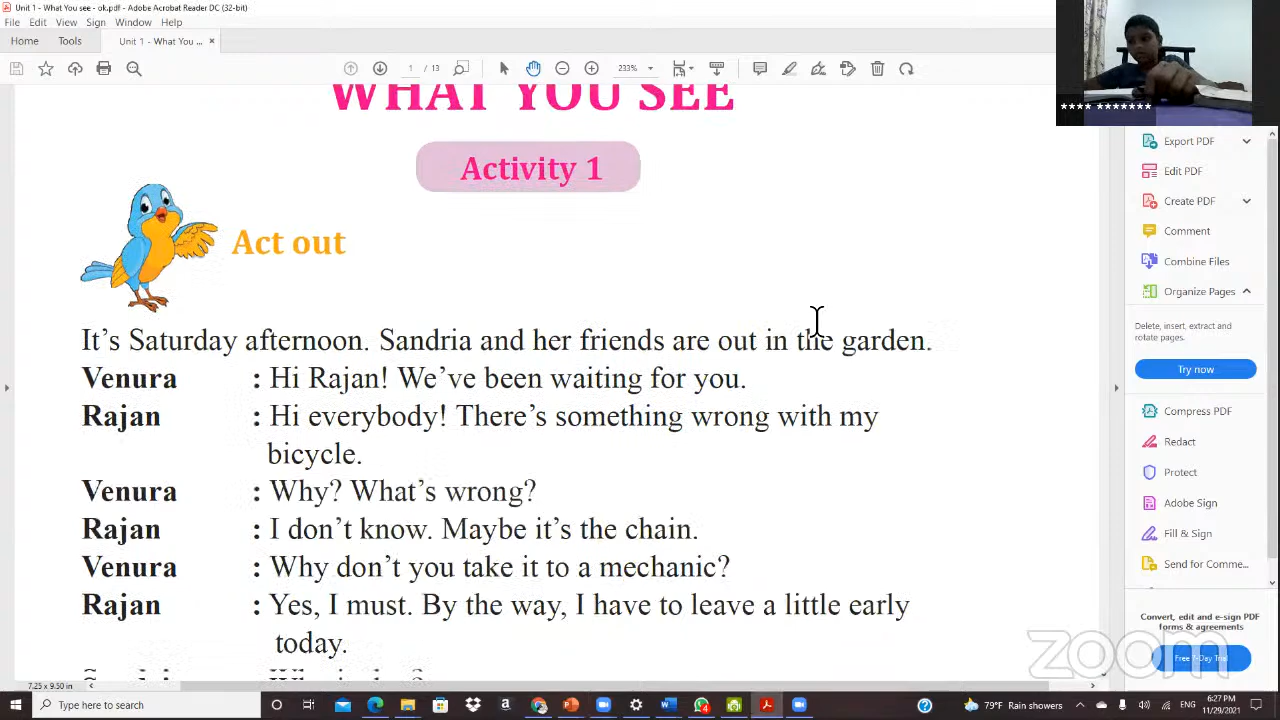 Unit 1 - What You see - ok.pdf - Adobe Acrobat Reader DC (32-bit)
File Edit View Sign Window Help
Home Tools Unit 1 - What You ... ×
1 / 13 233%
**** *******
WHAT YOU SEE
Activity 1
Act out
It's Saturday afternoon. Sandria and her friends are out in the garden.
Venura : Hi Rajan! We've been waiting for you.
Rajan : Hi everybody! There's something wrong with my
bicycle.
Venura : Why? What's wrong?
Rajan : I don't know. Maybe it's the chain.
Venura : Why don't you take it to a mechanic?
Rajan : Yes, I must. By the way, I have to leave a little early
today.
Export PDF
Edit PDF
Create PDF
Comment
Combine Files
Organize Pages
Delete, insert, extract and
rotate pages.
Try now
Compress PDF
Redact
Protect
Adobe Sign
Fill & Sign
Send for Comme...
Convert, edit and e-sign PDF
forms & agreements
Free 7-Day Trial
zoom
7.25 x 9.50 in
Type here to search
79°F Rain showers
6:27 PM
11/29/2021